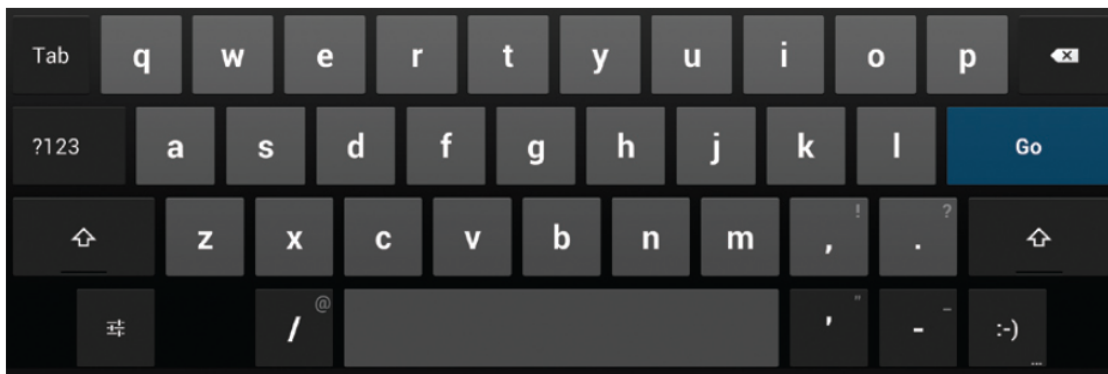 Tab q w e r t y u i o p
?123 a s d f g h j k l Go
z x c v b n m , ! . ?
/ @ ' " - _ :-) ...